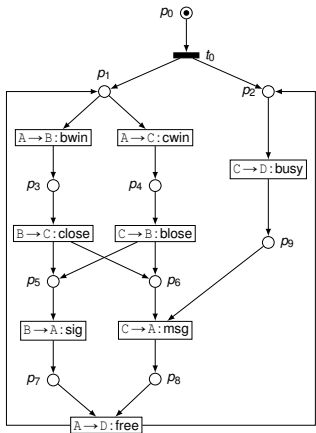 p0
t0
p1
p2
A→B:bwin
A→C:cwin
C→D:busy
p3
p4
B→C:close
C→B:blose
p9
p5
p6
B→A:sig
C→A:msg
p7
p8
A→D:free